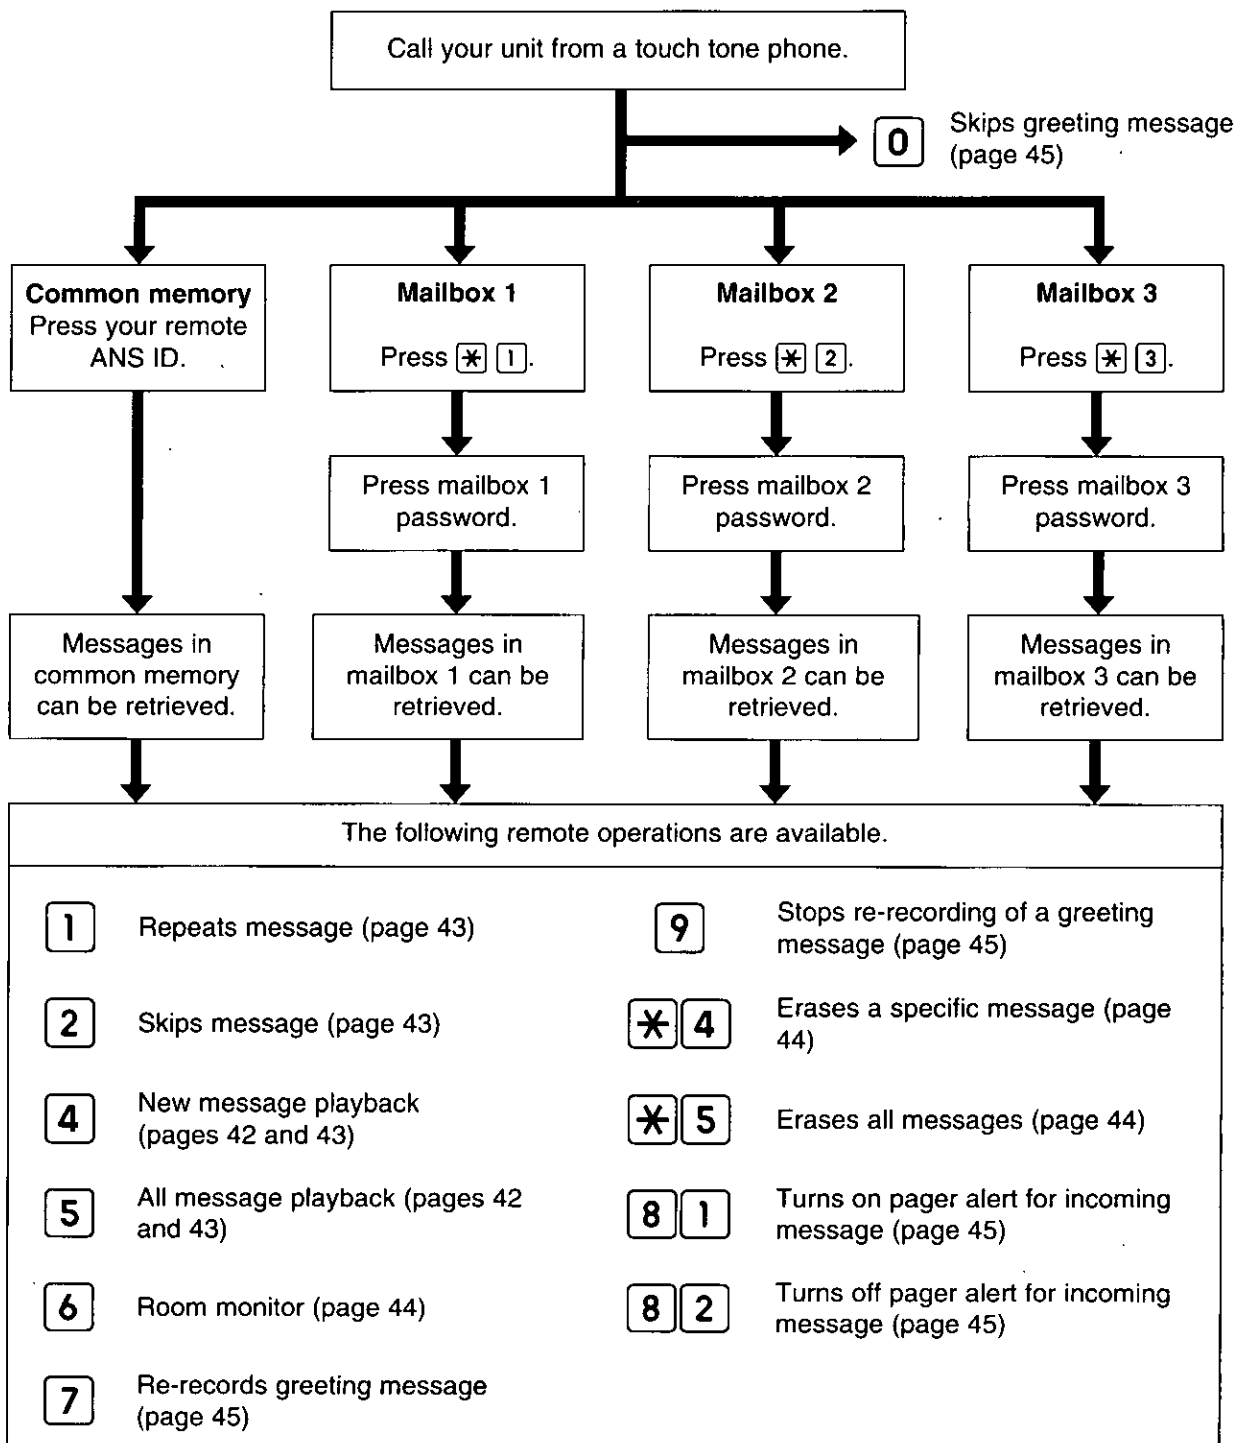 Call your unit from a touch tone phone.
0
Skips greeting message
(page 45)
Common memory
Press your remote
ANS ID.
Mailbox 1
Press * 1.
Mailbox 2
Press * 2.
Mailbox 3
Press * 3.
Press mailbox 1
password.
Press mailbox 2
password.
Press mailbox 3
password.
Messages in
common memory
can be retrieved.
Messages in
mailbox 1 can be
retrieved.
Messages in
mailbox 2 can be
retrieved.
Messages in
mailbox 3 can be
retrieved.
The following remote operations are available.
1 Repeats message (page 43)
2 Skips message (page 43)
4 New message playback
(pages 42 and 43)
5 All message playback (pages 42
and 43)
6 Room monitor (page 44)
7 Re-records greeting message
(page 45)
9 Stops re-recording of a greeting
message (page 45)
* 4 Erases a specific message (page
44)
* 5 Erases all messages (page 44)
8 1 Turns on pager alert for incoming
message (page 45)
8 2 Turns off pager alert for incoming
message (page 45)